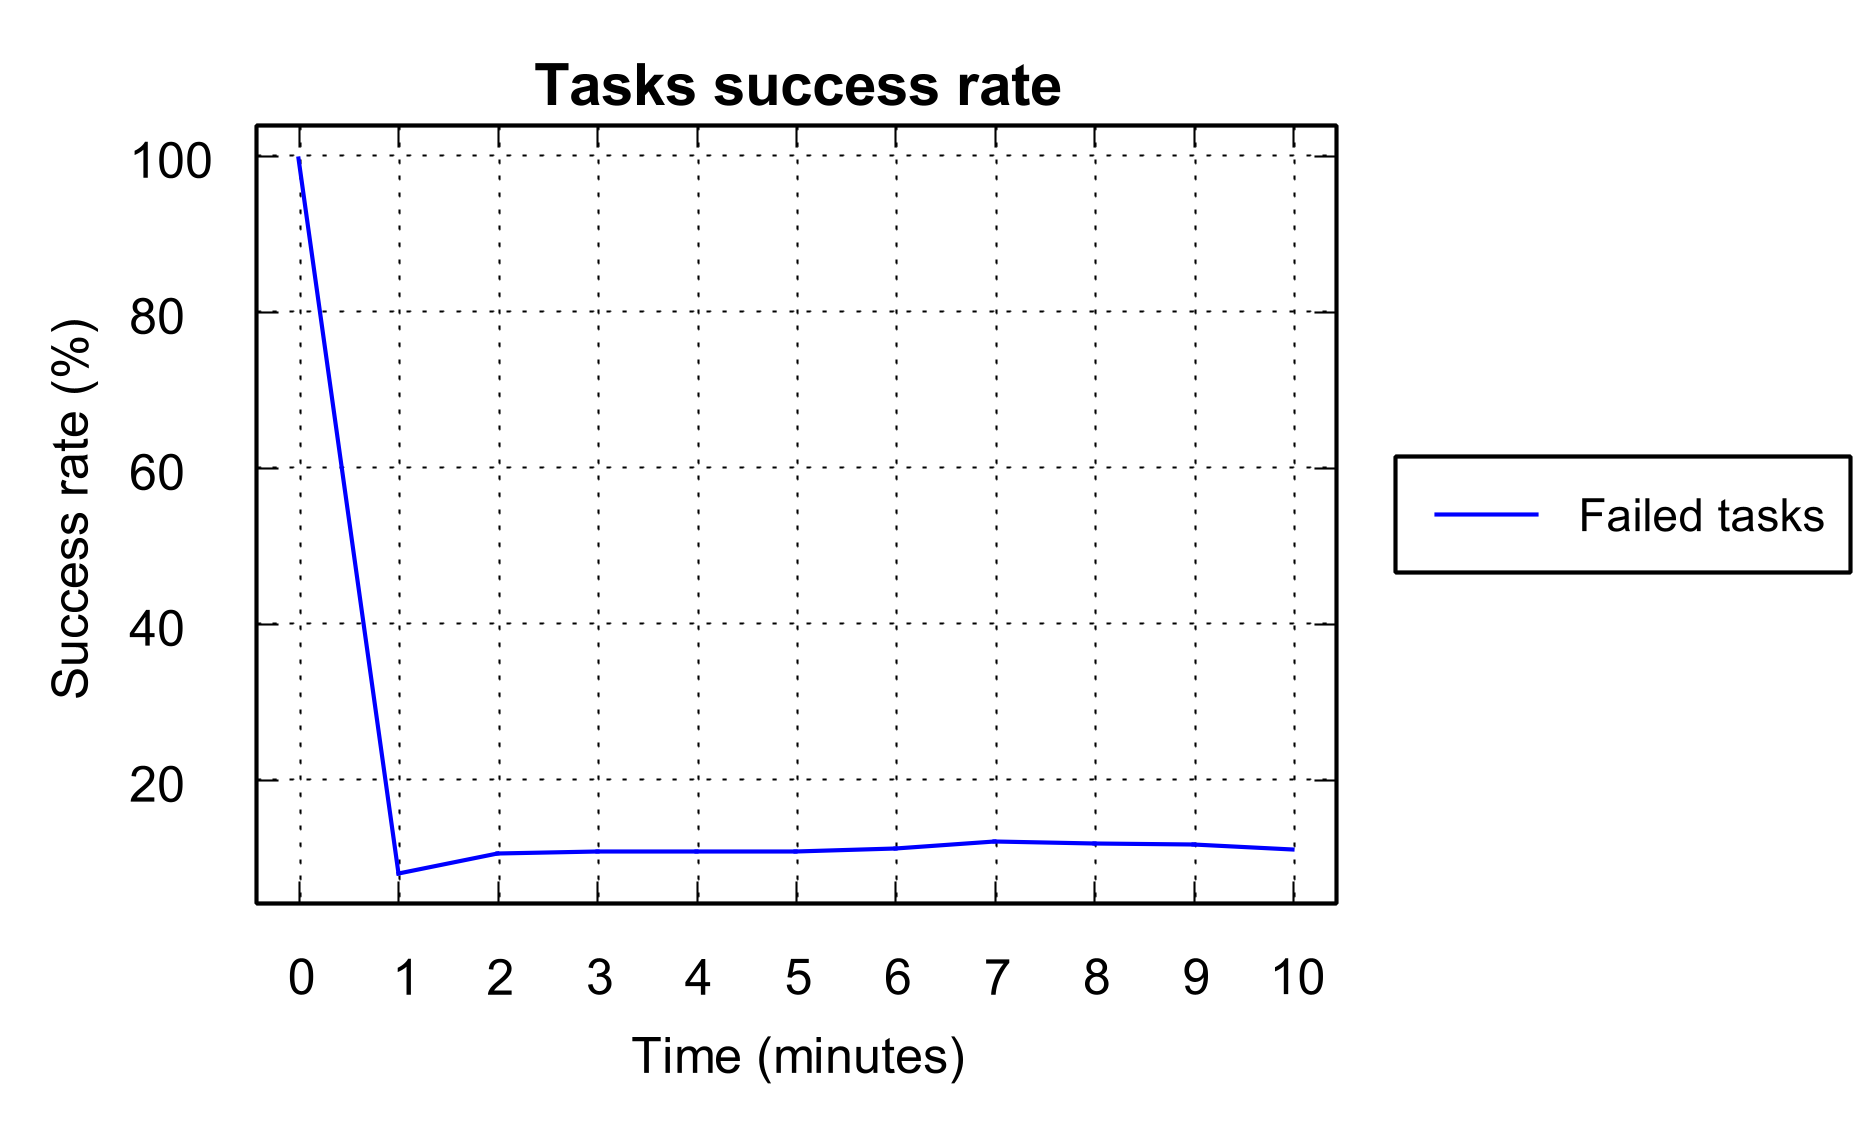 Tasks success rate
100
80
60
40
20
Success rate (%)
0 1 2 3 4 5 6 7 8 9 10
Time (minutes)
Failed tasks